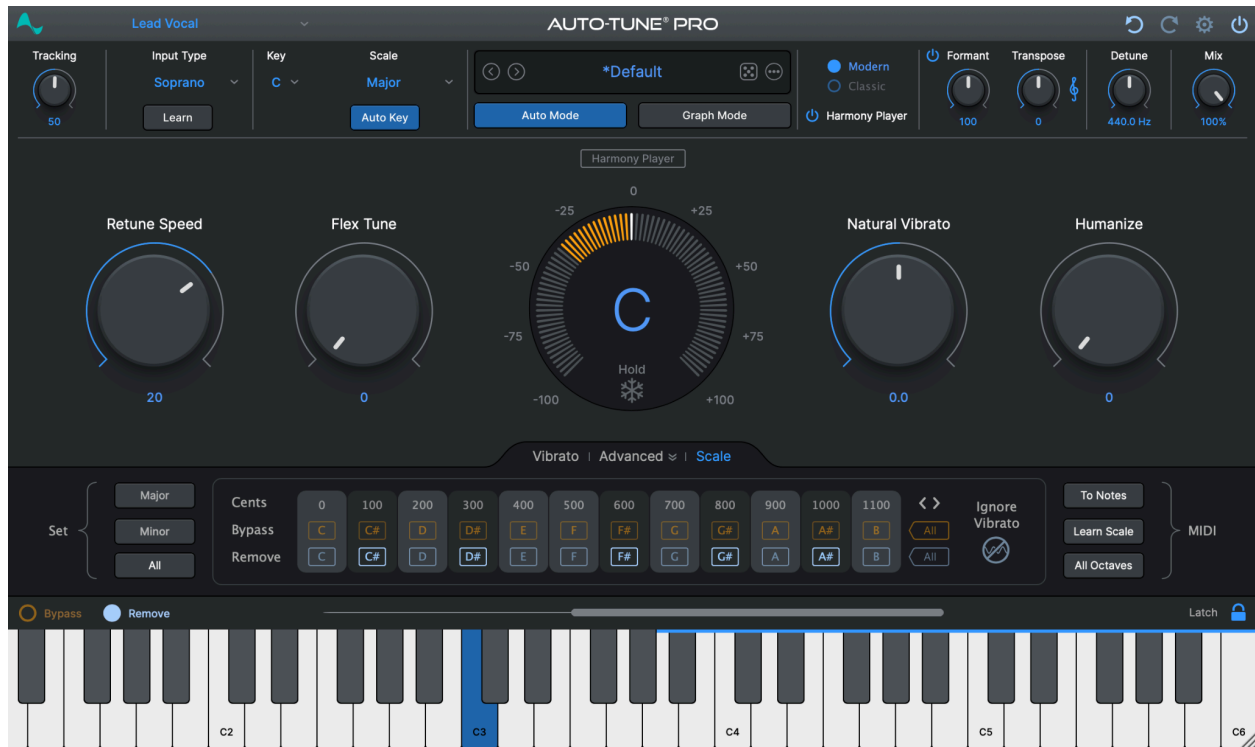 Lead Vocal
AUTO-TUNE® PRO
Tracking
50
Input Type
Soprano
Learn
Key
C
Scale
Major
Auto Key
*Default
Auto Mode
Graph Mode
Modern
Classic
Harmony Player
Formant
100
Transpose
0
Detune
440.0 Hz
Mix
100%
Harmony Player
Retune Speed
20
Flex Tune
0
0
-25
+25
-50
+50
-75
+75
-100
+100
C
Hold
Natural Vibrato
0.0
Humanize
0
Vibrato
Advanced
Scale
Set
Major
Minor
All
Cents 0 100 200 300 400 500 600 700 800 900 1000 1100 < >
Bypass C C# D D# E F F# G G# A A# B All
Remove C C# D D# E F F# G G# A A# B All
Ignore
Vibrato
To Notes
Learn Scale
All Octaves
MIDI
Bypass
Remove
Latch
C2 C3 C4 C5 C6